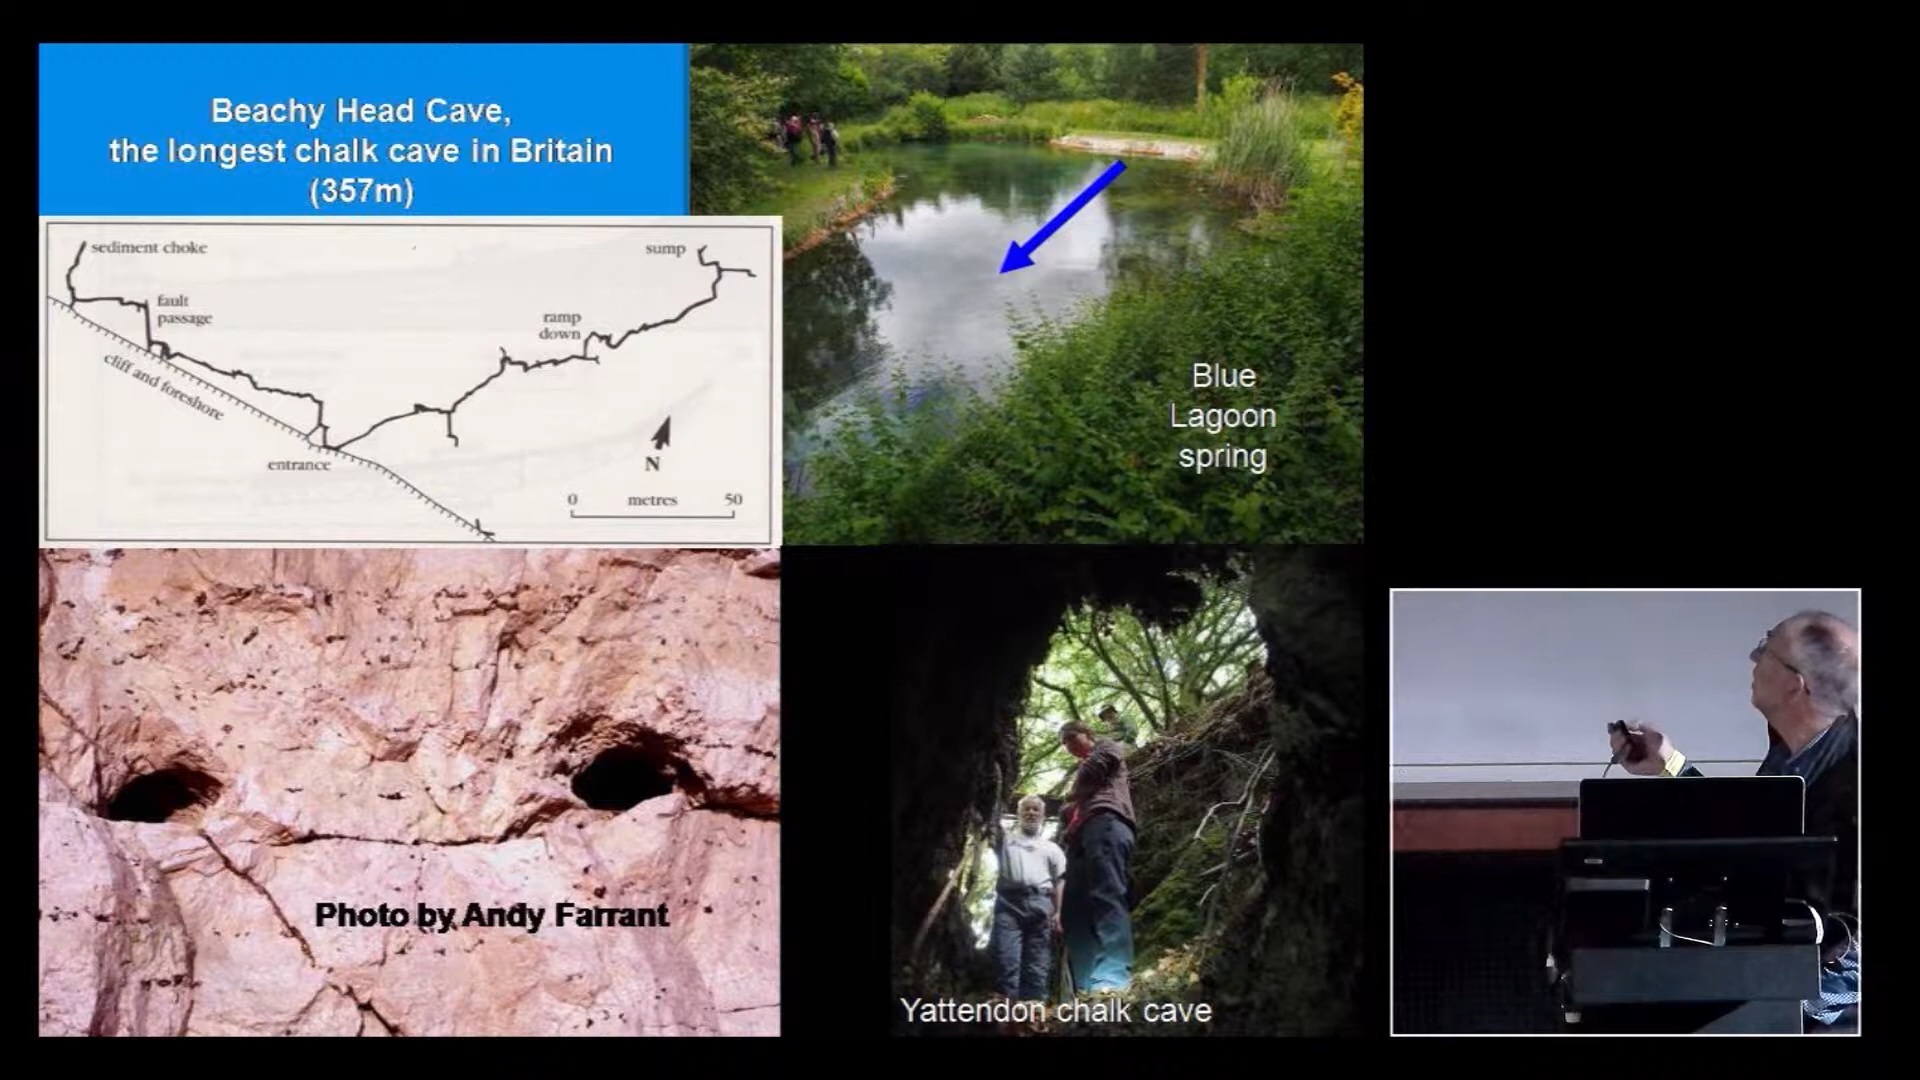 Beachy Head Cave,
the longest chalk cave in Britain
(357m)
sediment choke
sump
fault
passage
ramp
down
cliff and foreshore
entrance
N
0 metres 50
Blue
Lagoon
spring
Photo by Andy Farrant
Yattendon chalk cave